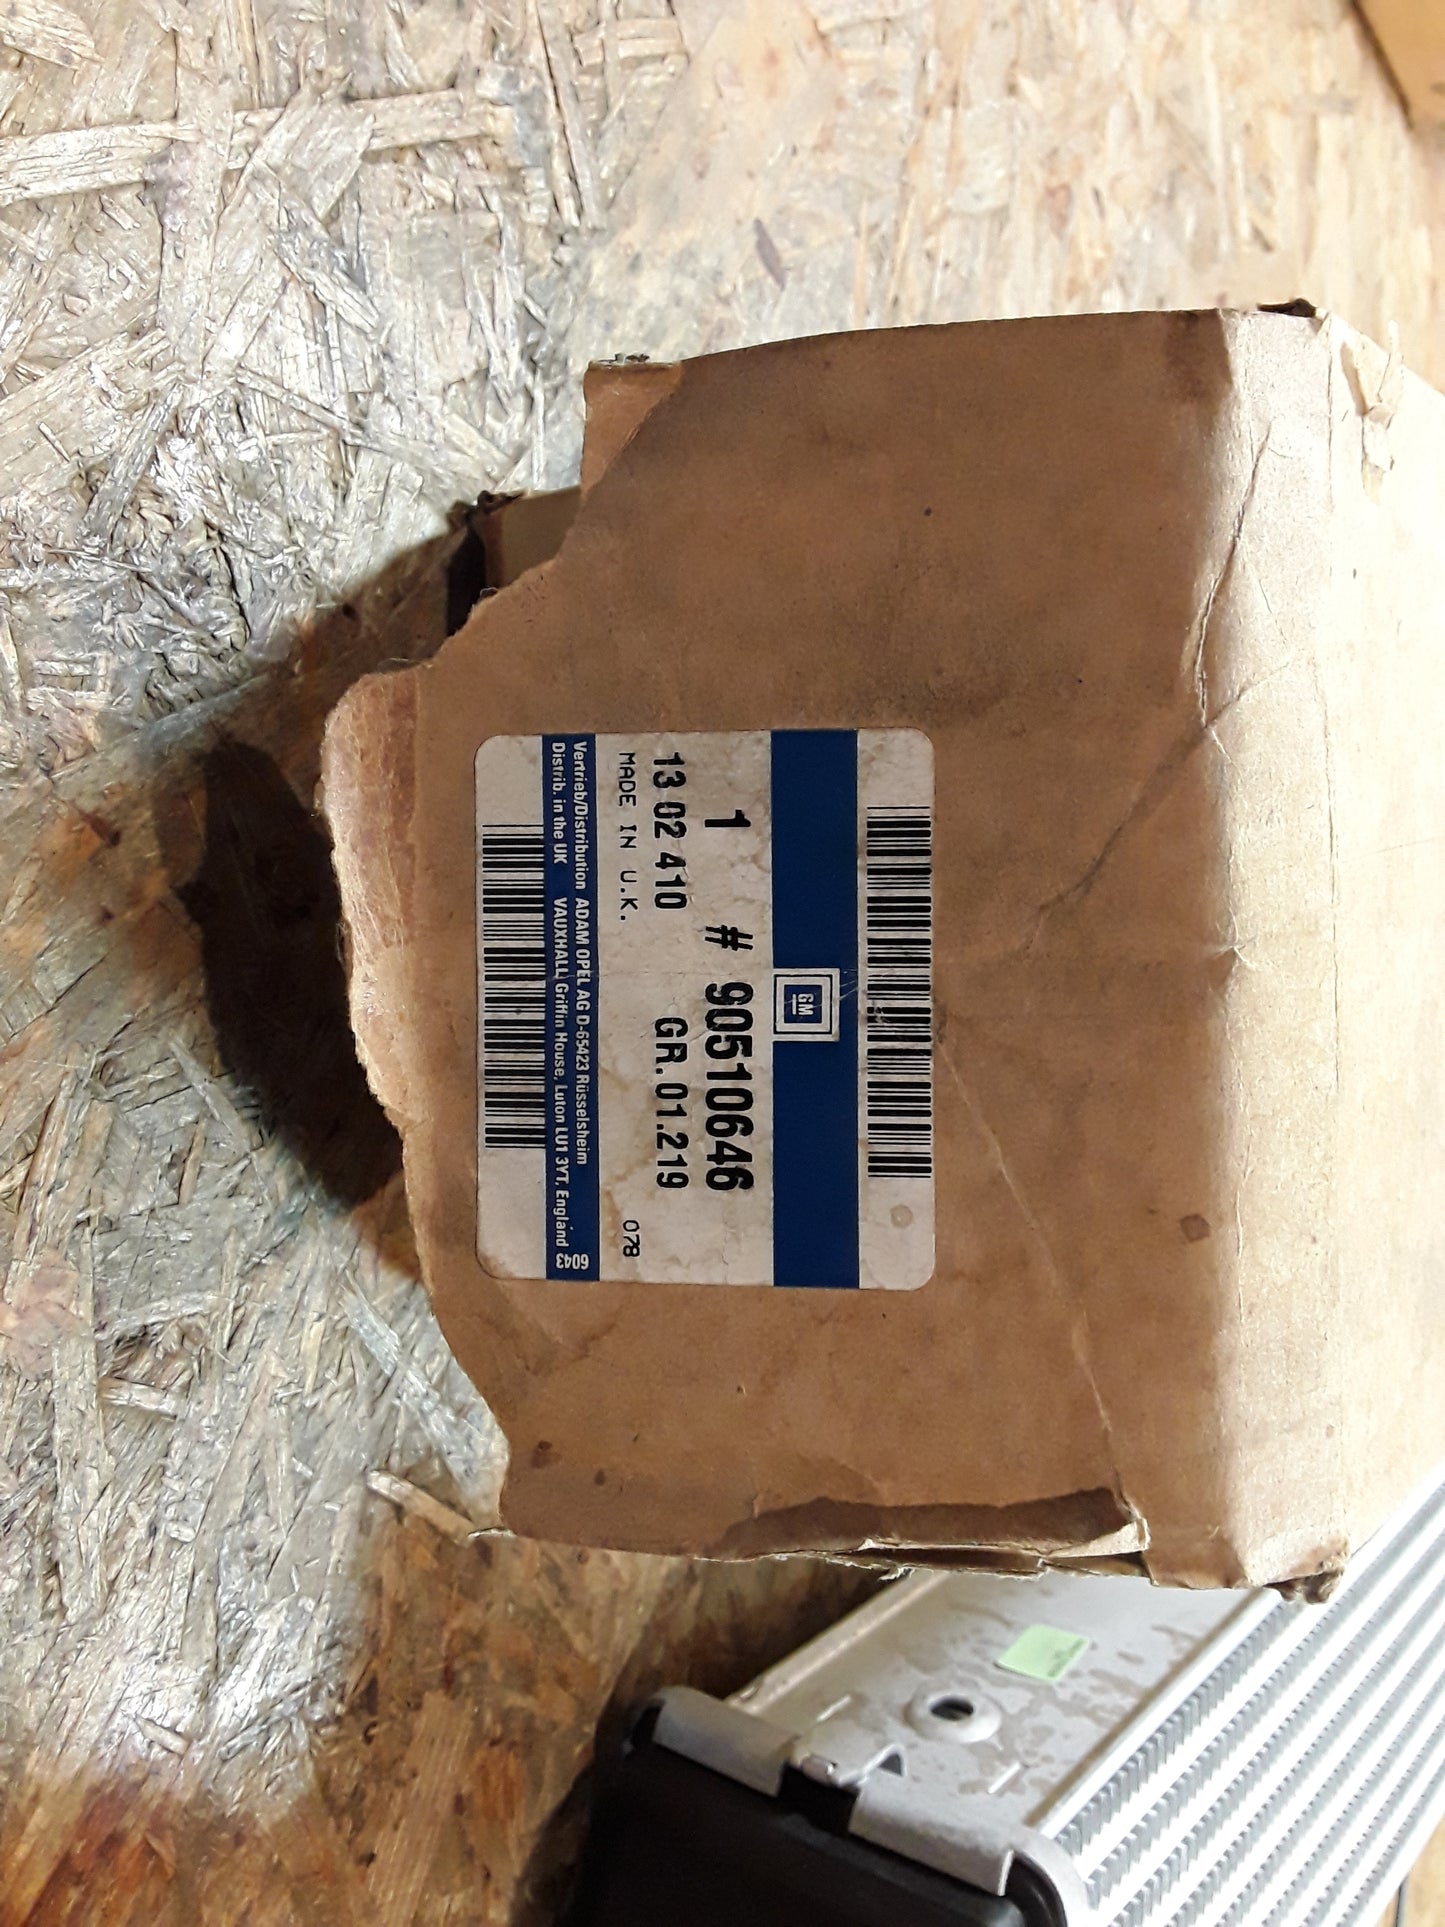 GM
1 # 90510646
13 02 410 GR.01.219
MADE IN U.K. 078
Vertrieb/Distribution ADAM OPEL AG D-65423 Rüsselsheim
Distrib. in the UK VAUXHALL, Griffin House, Luton LU1 3YT, England
6043